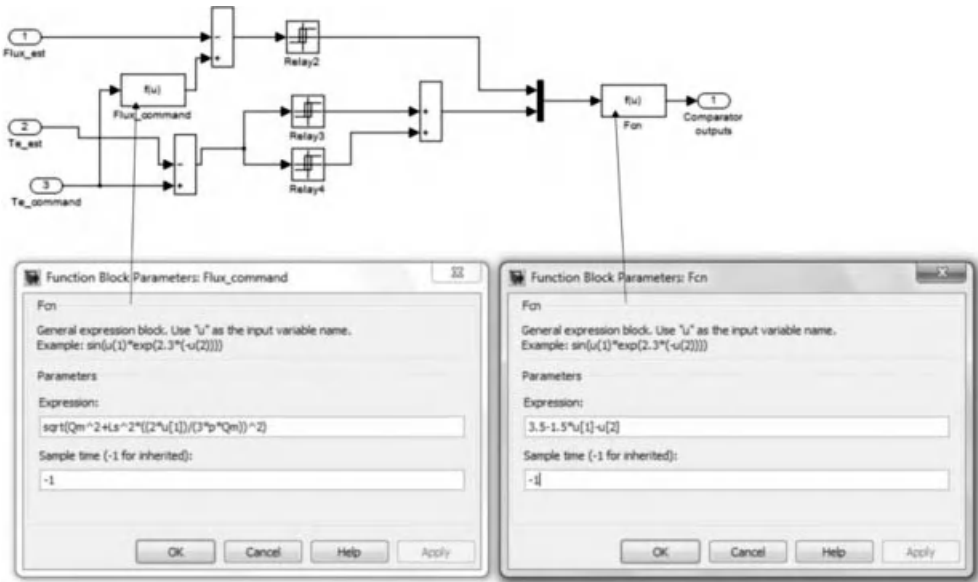 1
Flux_est
f(u)
Flux_command
2
Te_est
3
Te_command
-
+
-
+
Relay2
Relay3
Relay4
+
+
f(u)
Fcn
1
Comparator
outputs
Function Block Parameters: Flux_command
Fcn
General expression block. Use "u" as the input variable name.
Example: sin(u(1)*exp(2.3*(-u(2))))
Parameters
Expression:
sqrt(Qm^2+Ls^2*((2*u[1])/(3*p*Qm))^2)
Sample time (-1 for inherited):
-1
OK Cancel Help Apply
Function Block Parameters: Fcn
Fcn
General expression block. Use "u" as the input variable name.
Example: sin(u(1)*exp(2.3*(-u(2))))
Parameters
Expression:
3.5-1.5*u[1]-u[2]
Sample time (-1 for inherited):
-1
OK Cancel Help Apply